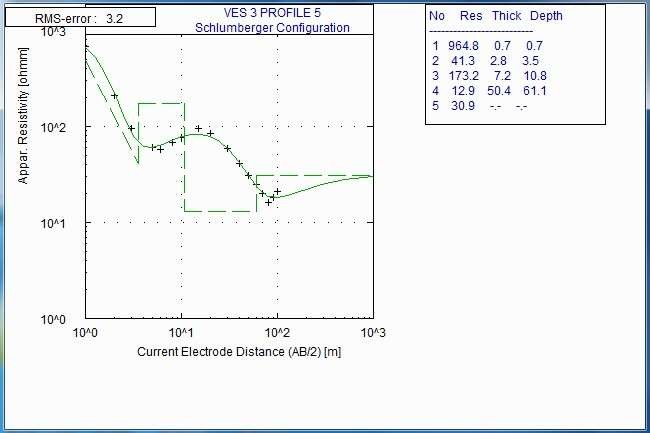 RMS-error : 3.2
VES 3 PROFILE 5
Schlumberger Configuration
10^3
10^2
10^1
10^0
Appar. Resistivity [ohmm]
10^0 10^1 10^2 10^3
Current Electrode Distance (AB/2) [m]
No Res Thick Depth
--------------------------
1 964.8 0.7 0.7
2 41.3 2.8 3.5
3 173.2 7.2 10.8
4 12.9 50.4 61.1
5 30.9 -.- -.-